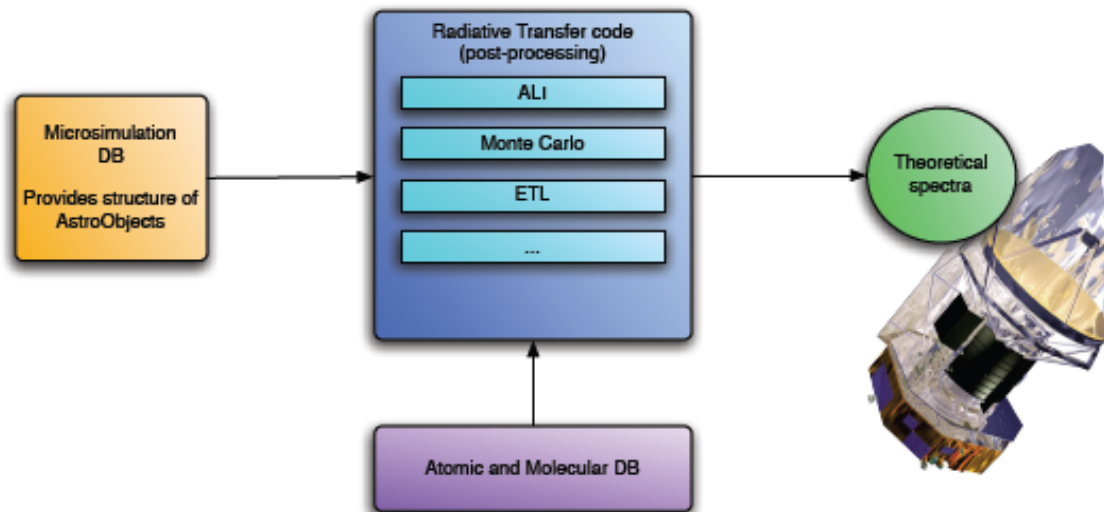 Radiative Transfer code
(post-processing)
ALI
Monte Carlo
ETL
...
Microsimulation
DB
Provides structure of
AstroObjects
Theoretical
spectra
Atomic and Molecular DB